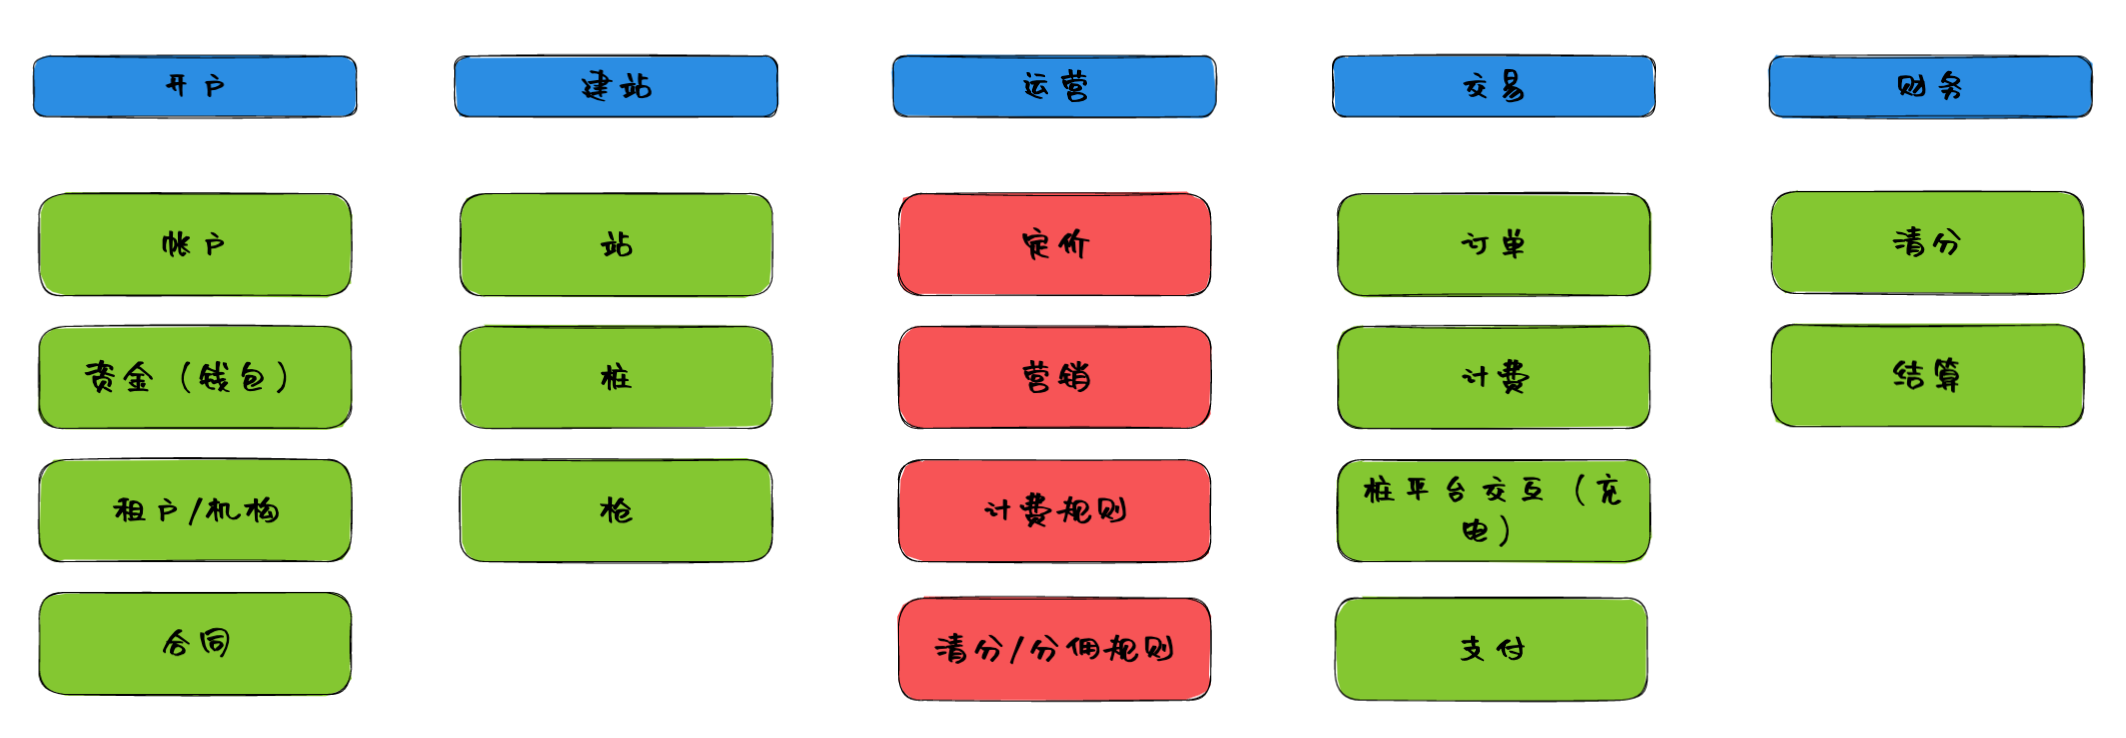 开户
建站
运营
交易
财务
帐户
站
定价
订单
清分
资金（钱包）
桩
营销
计费
结算
租户/机构
枪
计费规则
桩平台交互（充
电）
合同
清分/分佣规则
支付